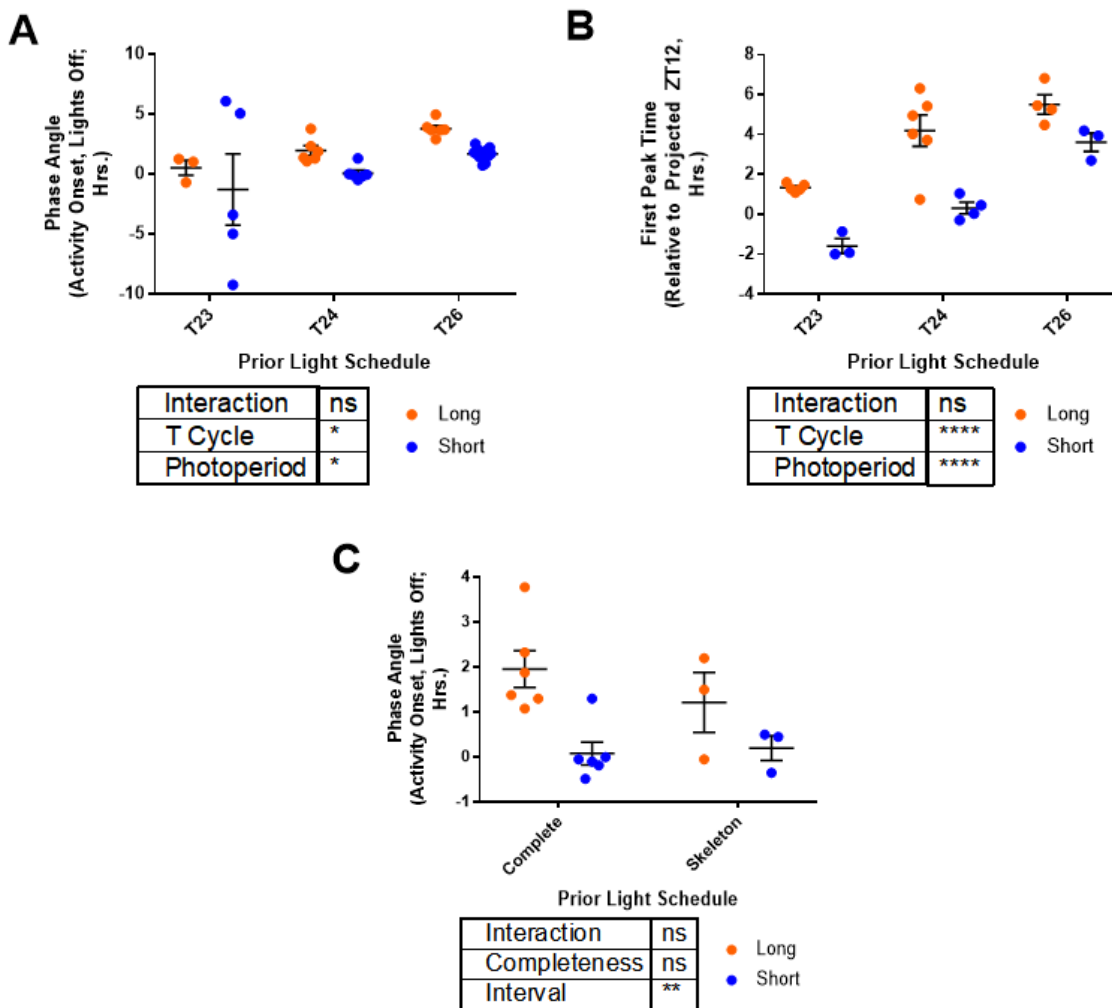 A
Phase Angle
(Activity Onset, Lights Off;
Hrs.)
10
5
0
-5
-10
T23
T24
T26
Prior Light Schedule
Interaction ns
T Cycle *
Photoperiod *
Long
Short
B
First Peak Time
(Relative to Projected ZT12,
Hrs.)
8
6
4
2
0
-2
-4
T23
T24
T26
Prior Light Schedule
Interaction ns
T Cycle ****
Photoperiod ****
Long
Short
C
Phase Angle
(Activity Onset, Lights Off;
Hrs.)
4
3
2
1
0
-1
Complete
Skeleton
Prior Light Schedule
Interaction ns
Completeness ns
Interval **
Long
Short